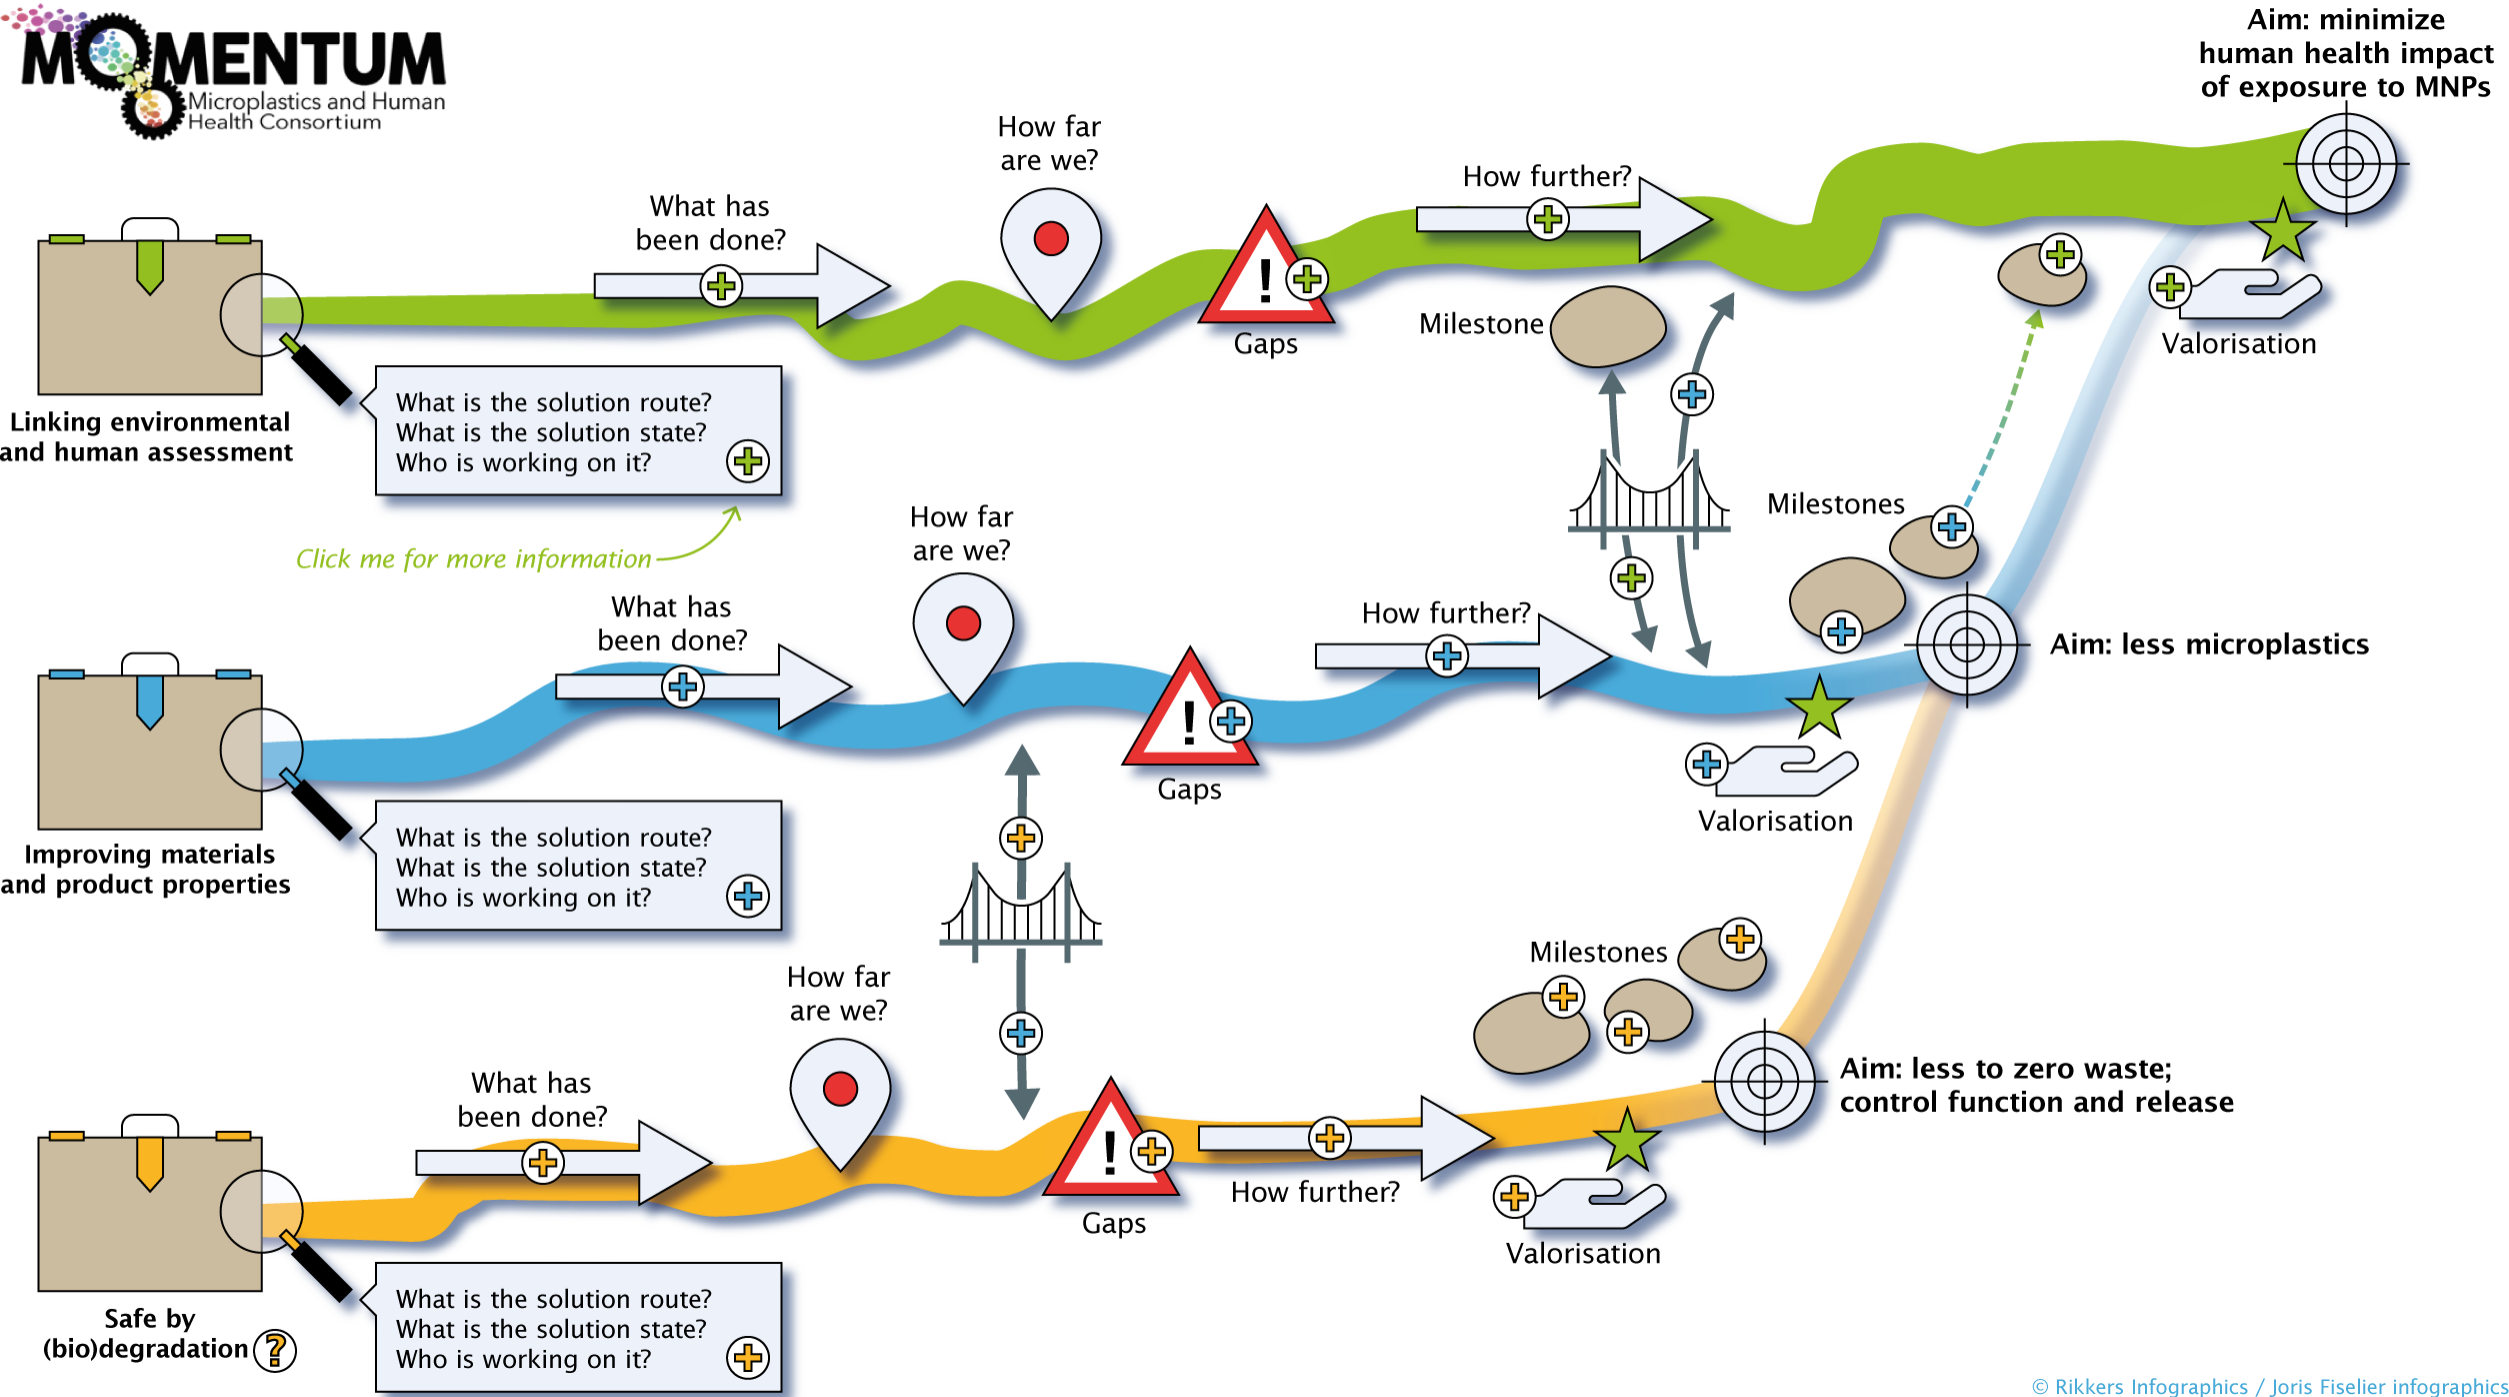 MOMENTUM
Microplastics and Human
Health Consortium
Aim: minimize
human health impact
of exposure to MNPs
How far
are we?
How further?
What has
been done?
!
Gaps
Milestone
Valorisation
Linking environmental
and human assessment
What is the solution route?
What is the solution state?
Who is working on it?
Click me for more information
Milestones
How far
are we?
What has
been done?
How further?
Aim: less microplastics
!
Gaps
Valorisation
Improving materials
and product properties
What is the solution route?
What is the solution state?
Who is working on it?
Milestones
How far
are we?
What has
been done?
Aim: less to zero waste;
control function and release
!
Gaps
How further?
Valorisation
Safe by
(bio)degradation ?
What is the solution route?
What is the solution state?
Who is working on it?
© Rikkers Infographics / Joris Fiselier infographics